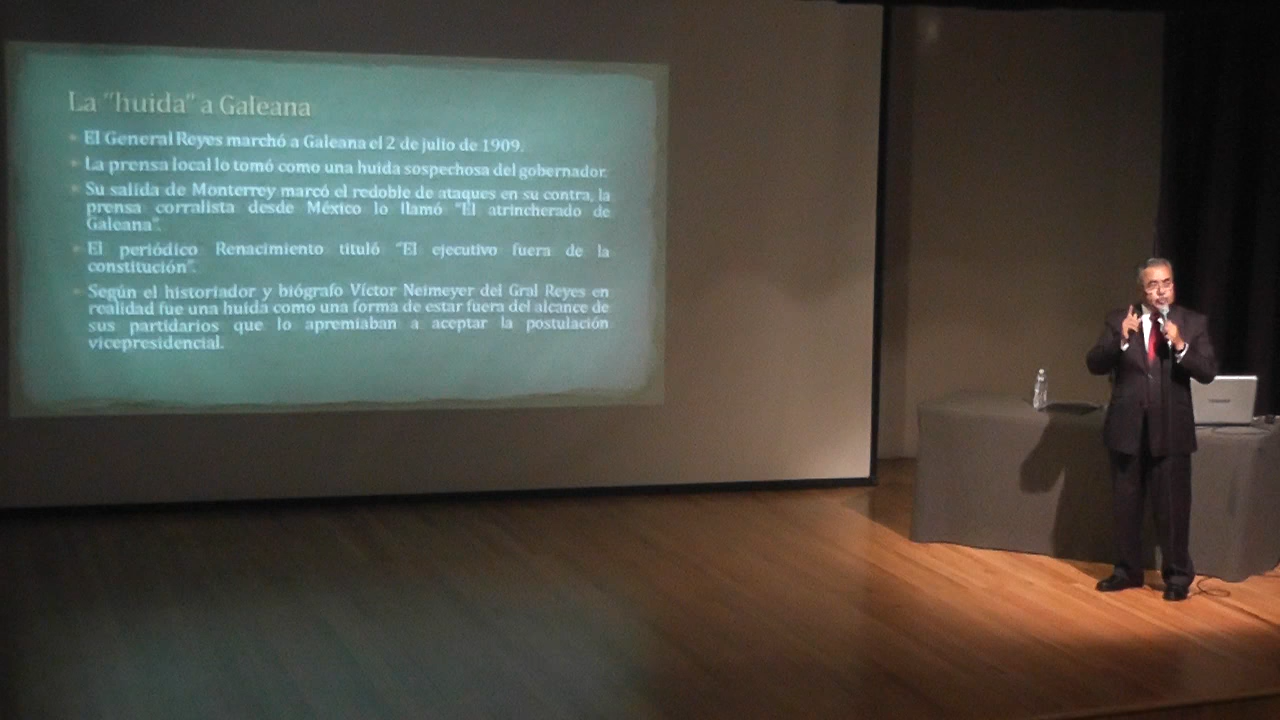 La "huida" a Galeana
El General Reyes marchó a Galeana el 2 de julio de 1909.
La prensa local lo tomó como una huida sospechosa del gobernador.
Su salida de Monterrey marcó el redoble de ataques en su contra, la
prensa corralista desde México lo llamó "El atrincherado de
Galeana".
El periódico Renacimiento tituló "El ejecutivo fuera de la
constitución".
Según el historiador y biógrafo Víctor Neimeyer del Gral Reyes en
realidad fue una huida como una forma de estar fuera del alcance de
sus partidarios que lo apremiaban a aceptar la postulación
vicepresidencial.